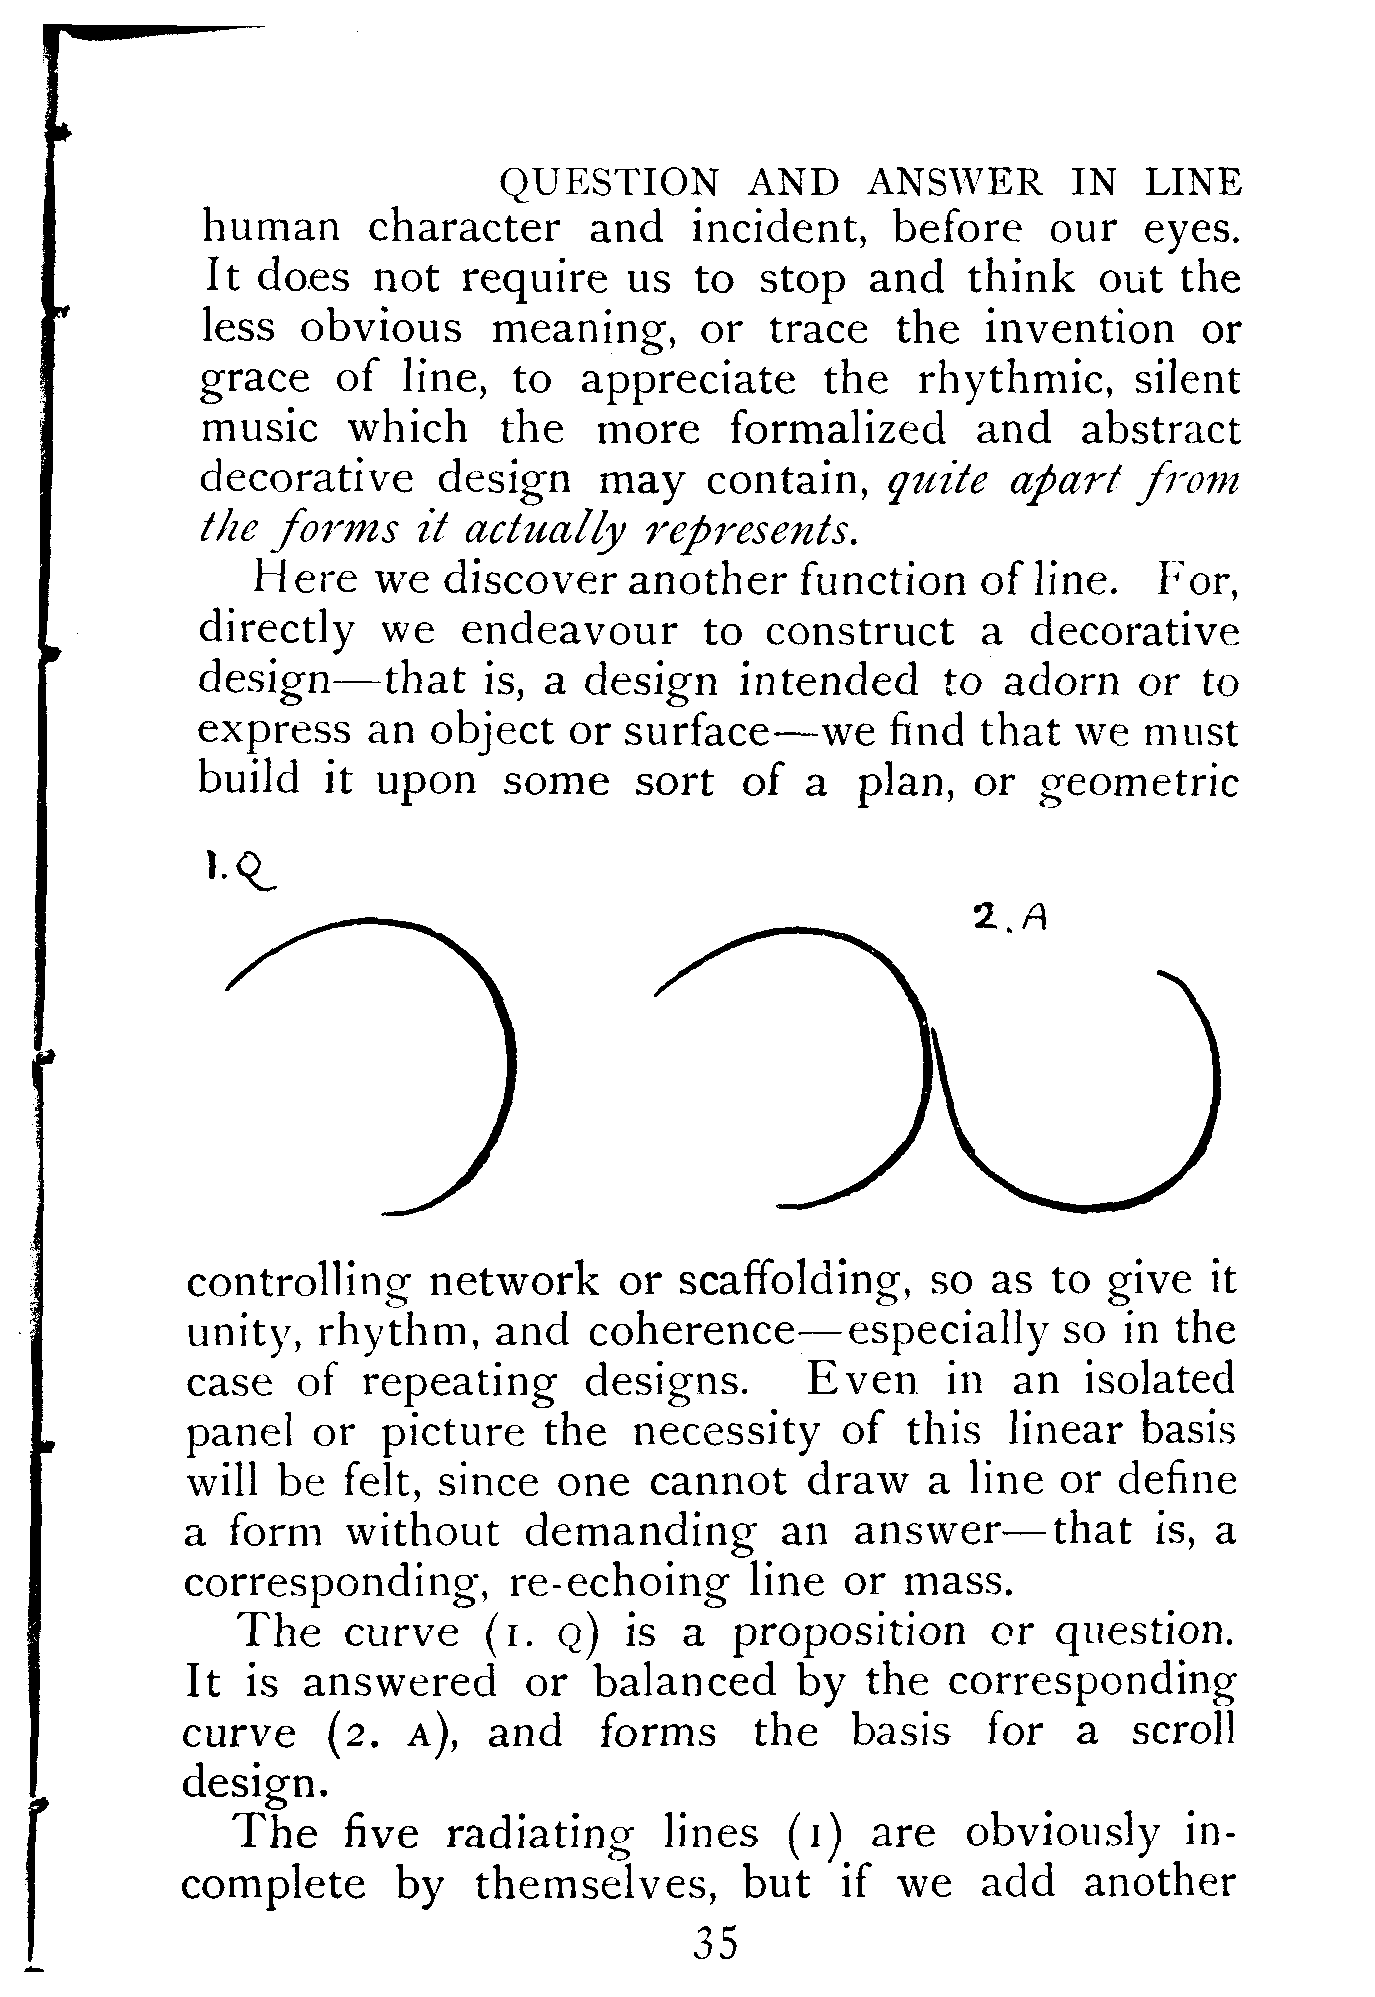 QUESTION AND ANSWER IN LINE
human character and incident, before our eyes.
It does not require us to stop and think out the
less obvious meaning, or trace the invention or
grace of line, to appreciate the rhythmic, silent
music which the more formalized and abstract
decorative design may contain, quite apart from
the forms it actually represents.
Here we discover another function of line. For,
directly we endeavour to construct a decorative
design—that is, a design intended to adorn or to
express an object or surface—we find that we must
build it upon some sort of a plan, or geometric
1. Q
2. A
controlling network or scaffolding, so as to give it
unity, rhythm, and coherence—especially so in the
case of repeating designs. Even in an isolated
panel or picture the necessity of this linear basis
will be felt, since one cannot draw a line or define
a form without demanding an answer—that is, a
corresponding, re-echoing line or mass.
The curve (1. Q) is a proposition or question.
It is answered or balanced by the corresponding
curve (2. A), and forms the basis for a scroll
design.
The five radiating lines (1) are obviously in-
complete by themselves, but if we add another
35